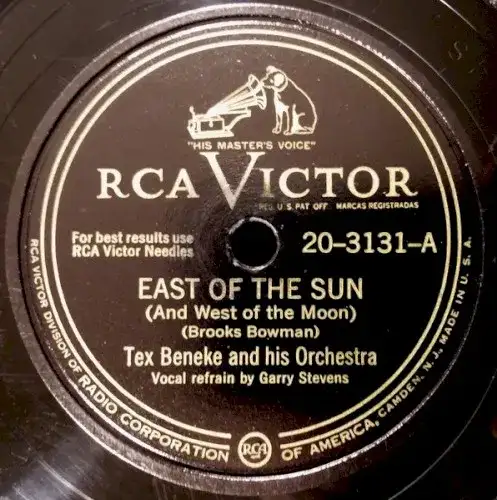 "HIS MASTER'S VOICE"
RCA VICTOR
REG. U.S. PAT. OFF. MARCAS REGISTRADAS
For best results use
RCA Victor Needles
20-3131-A
EAST OF THE SUN
(And West of the Moon)
(Brooks Bowman)
Tex Beneke and his Orchestra
Vocal refrain by Garry Stevens
RCA VICTOR DIVISION OF RADIO CORPORATION OF AMERICA, CAMDEN, N. J. MADE IN U. S. A.
RCA